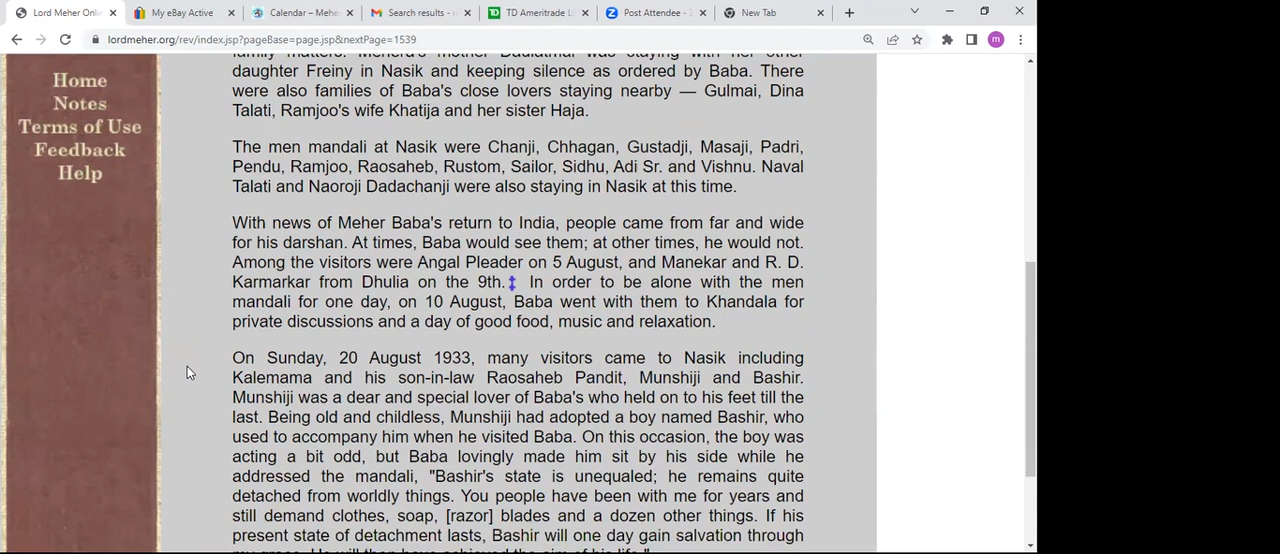 Lord Meher Onl
My eBay Active
Calendar – Mehe
Search results -
TD Ameritrade L
Post Attendee - Z
New Tab
lordmeher.org/rev/index.jsp?pageBase=page.jsp&nextPage=1539
m
Home
Notes
Terms of Use
Feedback
Help
daughter Freiny in Nasik and keeping silence as ordered by Baba. There
were also families of Baba's close lovers staying nearby — Gulmai, Dina
Talati, Ramjoo's wife Khatija and her sister Haja.
The men mandali at Nasik were Chanji, Chhagan, Gustadji, Masaji, Padri,
Pendu, Ramjoo, Raosaheb, Rustom, Sailor, Sidhu, Adi Sr. and Vishnu. Naval
Talati and Naoroji Dadachanji were also staying in Nasik at this time.
With news of Meher Baba's return to India, people came from far and wide
for his darshan. At times, Baba would see them; at other times, he would not.
Among the visitors were Angal Pleader on 5 August, and Manekar and R. D.
Karmarkar from Dhulia on the 9th.‡ In order to be alone with the men
mandali for one day, on 10 August, Baba went with them to Khandala for
private discussions and a day of good food, music and relaxation.
On Sunday, 20 August 1933, many visitors came to Nasik including
Kalemama and his son-in-law Raosaheb Pandit, Munshiji and Bashir.
Munshiji was a dear and special lover of Baba's who held on to his feet till the
last. Being old and childless, Munshiji had adopted a boy named Bashir, who
used to accompany him when he visited Baba. On this occasion, the boy was
acting a bit odd, but Baba lovingly made him sit by his side while he
addressed the mandali, "Bashir's state is unequaled; he remains quite
detached from worldly things. You people have been with me for years and
still demand clothes, soap, [razor] blades and a dozen other things. If his
present state of detachment lasts, Bashir will one day gain salvation through